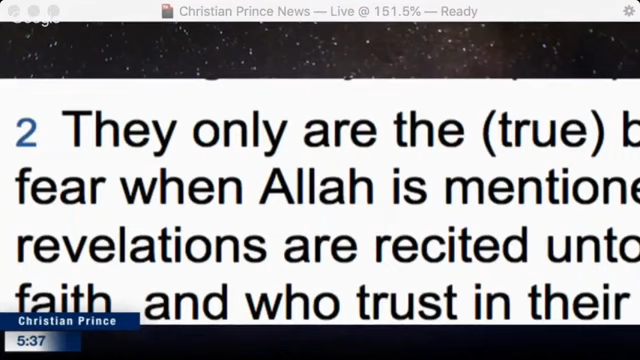 Christian Prince News — Live @ 151.5% — Ready
Google
2 They only are the (true) b
fear when Allah is mentione
revelations are recited unto
faith, and who trust in their
Christian Prince
5:37